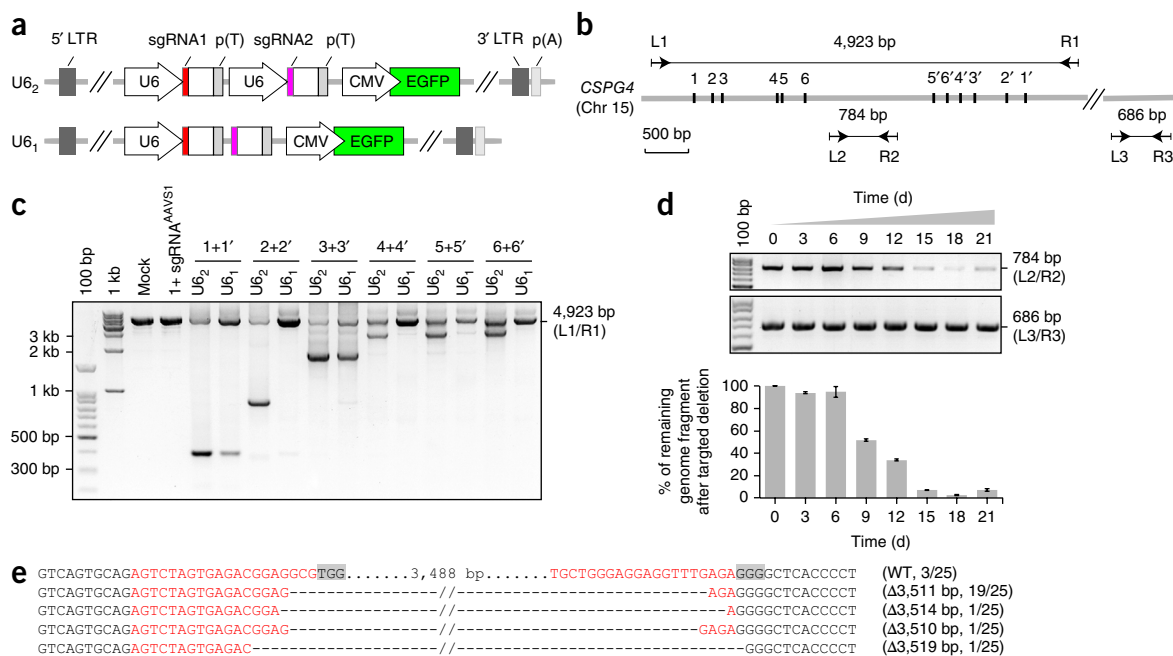 a
5′ LTR
sgRNA1
p(T)
sgRNA2
p(T)
3′ LTR
p(A)
U6₂
U6
U6
CMV
EGFP
U6₁
U6
CMV
EGFP
b
L1
4,923 bp
R1
CSPG4
(Chr 15)
1 2 3 4 5 6 5′ 6′ 4′ 3′ 2′ 1′
500 bp
784 bp
L2 R2
686 bp
L3 R3
c
100 bp
1 kb
Mock
1+ sgRNA^AAVS1
1+1′ 2+2′ 3+3′ 4+4′ 5+5′ 6+6′
U6₂ U6₁ U6₂ U6₁ U6₂ U6₁ U6₂ U6₁ U6₂ U6₁ U6₂ U6₁
4,923 bp
(L1/R1)
3 kb
2 kb
1 kb
500 bp
300 bp
d
Time (d)
100 bp
0 3 6 9 12 15 18 21
784 bp
(L2/R2)
686 bp
(L3/R3)
% of remaining
genome fragment
after targted deletion
100
80
60
40
20
0
0 3 6 9 12 15 18 21
Time (d)
e
GTCAGTGCAGAGTCTAGTGAGACGGAGGCGTGG.......3,488 bp.......TGCTGGGAGGAGGTTTGAGAGGGGCTCACCCCT (WT, 3/25)
GTCAGTGCAGAGTCTAGTGAGACGGAG----------------//--------------------------AGAGGGGCTCACCCCT (Δ3,511 bp, 19/25)
GTCAGTGCAGAGTCTAGTGAGACGGA-----------------//----------------------------AGGGGCTCACCCCT (Δ3,514 bp, 1/25)
GTCAGTGCAGAGTCTAGTGAGACGGAG----------------//-------------------------GAGAGGGGCTCACCCCT (Δ3,510 bp, 1/25)
GTCAGTGCAGAGTCTAGTGAGAC--------------------//------------------------------GGGCTCACCCCT (Δ3,519 bp, 1/25)